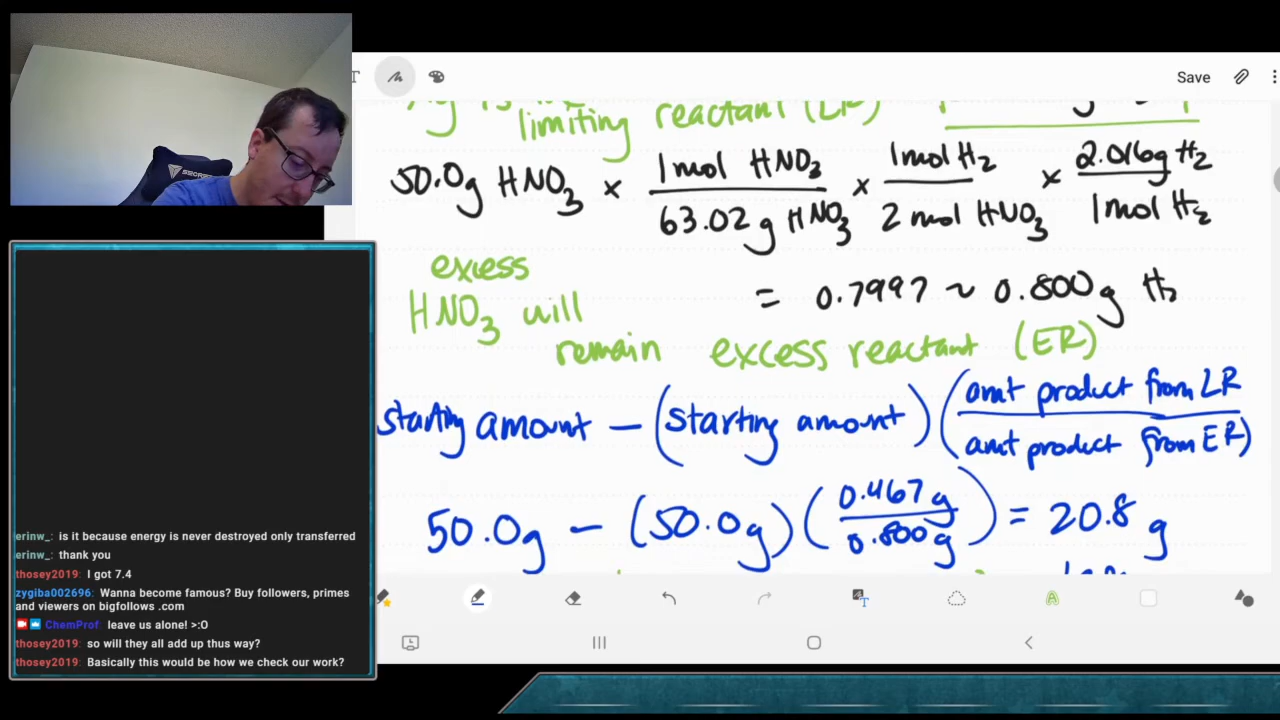 T
Save
limiting reactant (LR)
50.0g HNO3 × 1 mol HNO3 / 63.02 g HNO3 × 1 mol H2 / 2 mol HNO3 × 2.016g H2 / 1 mol H2
= 0.7997 ~ 0.800g H2
excess
HNO3 will
remain excess reactant (ER)
starting amount − (starting amount) (amt product from LR / amt product from ER)
50.0g − (50.0g) (0.467g / 0.800g) = 20.8 g
SECRE
erinw_: is it because energy is never destroyed only transferred
erinw_: thank you
thosey2019: I got 7.4
zygiba002696: Wanna become famous? Buy followers, primes
and viewers on bigfollows .com
ChemProf: leave us alone! >:O
thosey2019: so will they all add up thus way?
thosey2019: Basically this would be how we check our work?